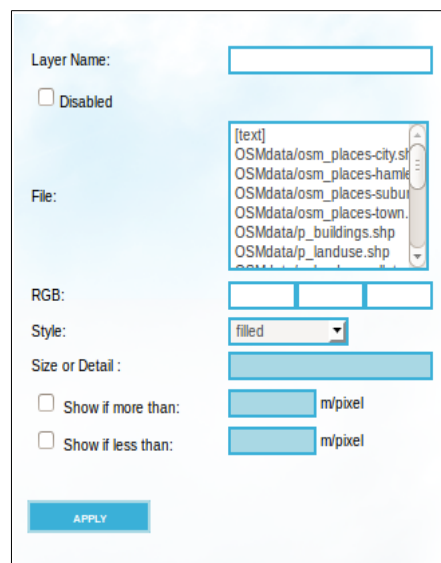 Layer Name:
Disabled
File:
[text]
OSMdata/osm_places-city.sh
OSMdata/osm_places-hamle
OSMdata/osm_places-subur
OSMdata/osm_places-town.
OSMdata/p_buildings.shp
OSMdata/p_landuse.shp
RGB:
Style:
filled
Size or Detail :
Show if more than:
m/pixel
Show if less than:
m/pixel
APPLY